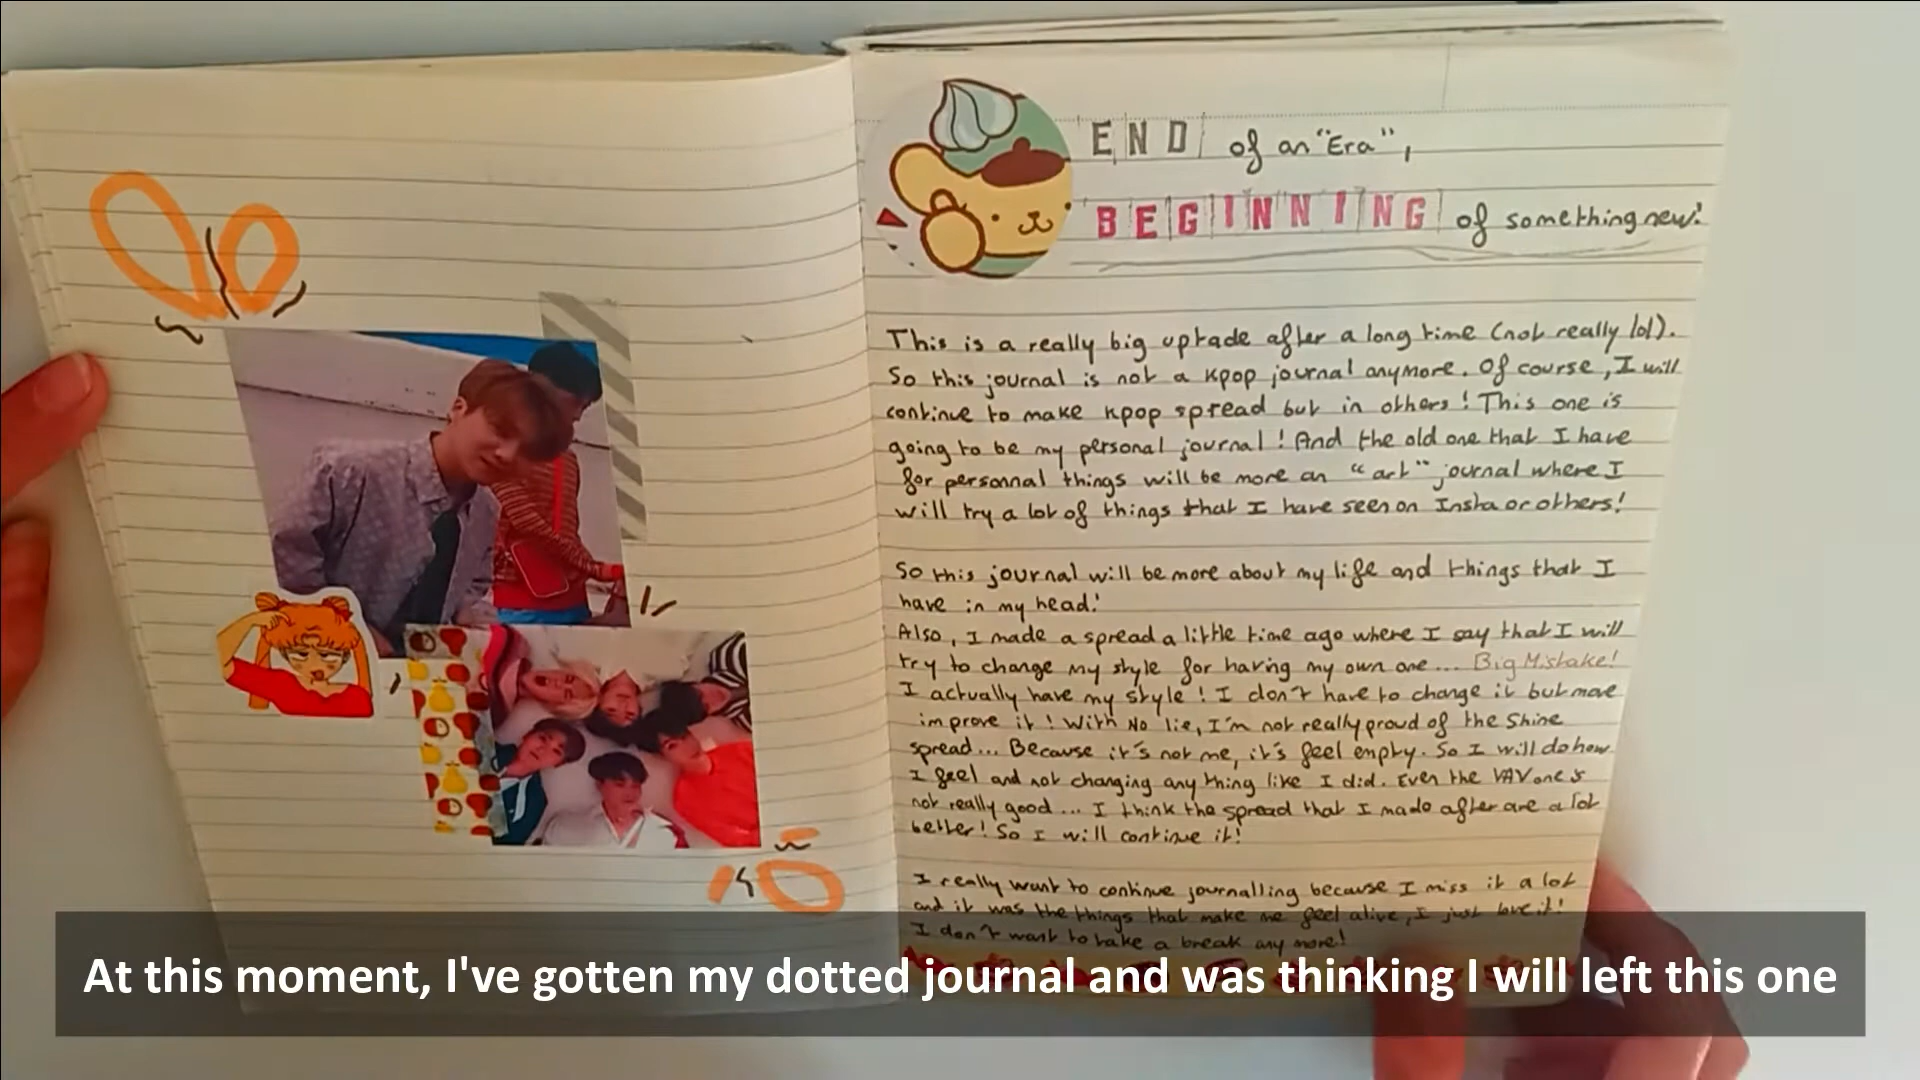 END of an "Era",
BEGINNING of something new!
This is a really big uptade after a long time (not really lol).
So this journal is not a Kpop journal anymore. Of course, I will
continue to make kpop spread but in others! This one is
going to be my personal journal! And the old one that I have
for personnal things will be more an "art" journal where I
will try a lot of things that I have seen on Insta or others!
So this journal will be more about my life and things that I
have in my head!
Also, I made a spread a little time ago where I say that I will
try to change my style for having my own one... Big Mistake!
I actually have my style! I don't have to change it but more
improve it! With No lie, I'm not really proud of the Shine
spread... Because it's not me, it's feel empty. So I will do how
I feel and not changing any thing like I did. Even the VAV one's
not really good... I think the spread that I made after are a lot
better! So I will continue it!
I really want to continue journalling because I miss it a lot
and it was the things that make me feel alive, I just love it!
I don't want to take a break any more!
At this moment, I've gotten my dotted journal and was thinking I will left this one